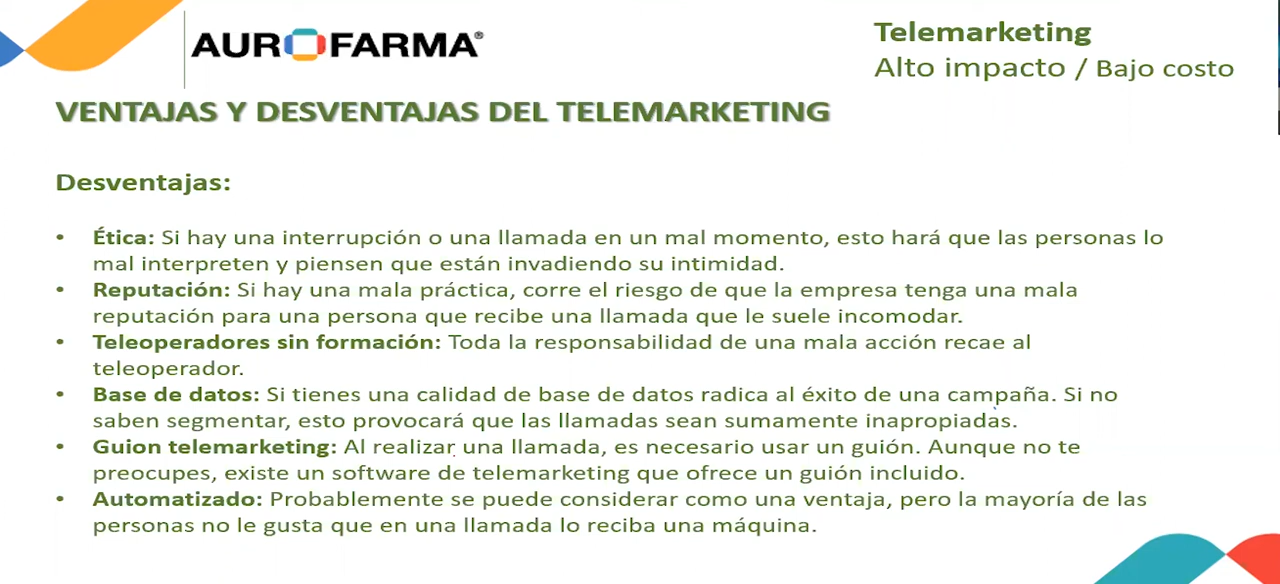 AUROFARMA®
Telemarketing
Alto impacto / Bajo costo
VENTAJAS Y DESVENTAJAS DEL TELEMARKETING
Desventajas:
• Ética: Si hay una interrupción o una llamada en un mal momento, esto hará que las personas lo
mal interpreten y piensen que están invadiendo su intimidad.
• Reputación: Si hay una mala práctica, corre el riesgo de que la empresa tenga una mala
reputación para una persona que recibe una llamada que le suele incomodar.
• Teleoperadores sin formación: Toda la responsabilidad de una mala acción recae al
teleoperador.
• Base de datos: Si tienes una calidad de base de datos radica al éxito de una campaña. Si no
saben segmentar, esto provocará que las llamadas sean sumamente inapropiadas.
• Guion telemarketing: Al realizar una llamada, es necesario usar un guión. Aunque no te
preocupes, existe un software de telemarketing que ofrece un guión incluido.
• Automatizado: Probablemente se puede considerar como una ventaja, pero la mayoría de las
personas no le gusta que en una llamada lo reciba una máquina.